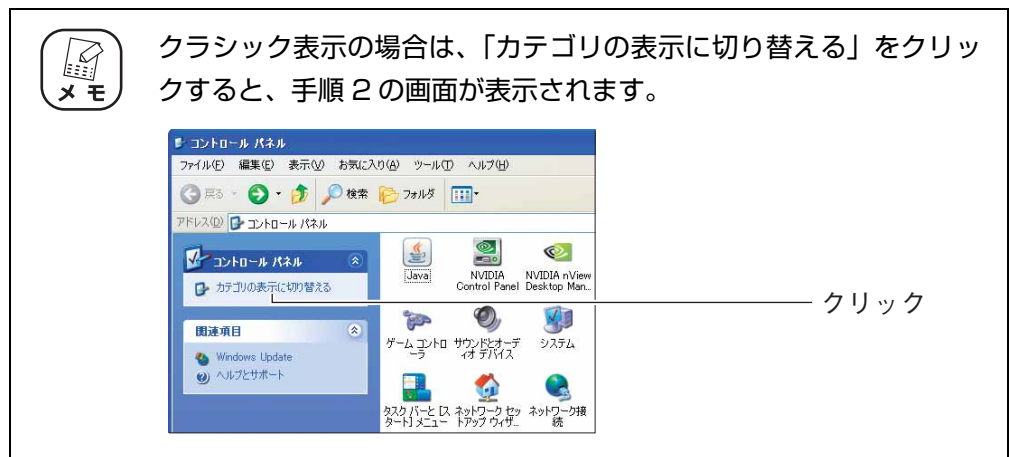 クラシック表示の場合は、「カテゴリの表示に切り替える」をクリッ
クすると、手順 2 の画面が表示されます。
メ モ
コントロール パネル
ファイル(F) 編集(E) 表示(V) お気に入り(A) ツール(T) ヘルプ(H)
戻る 検索 フォルダ
アドレス(D) コントロール パネル
コントロール パネル
カテゴリの表示に切り替える
関連項目
Windows Update
ヘルプとサポート
Java
NVIDIA
Control Panel
NVIDIA nView
Desktop Man...
ゲーム コントロ
ーラ
サウンドとオーデ
ィオ デバイス
システム
タスク バーと [ス
タート] メニュー
ネットワーク セッ
トアップ ウィザ...
ネットワーク接
続
クリック